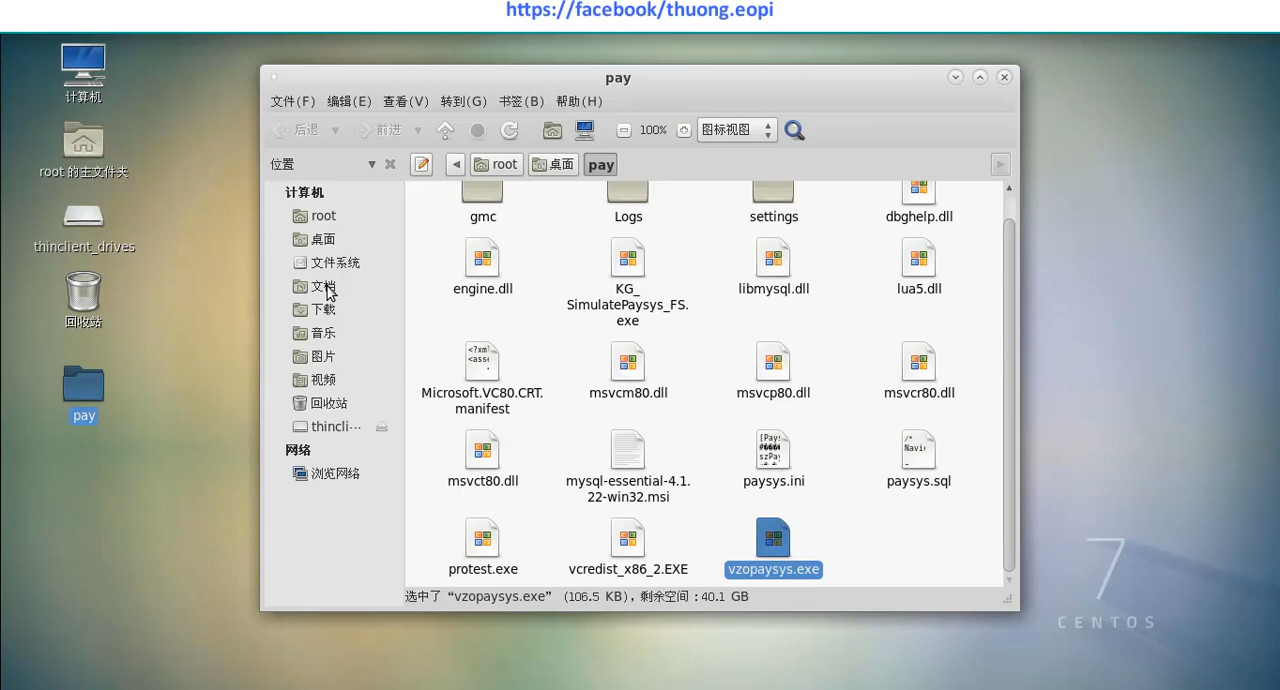 https://facebook/thuong.eopi
计算机
root 的主文件夹
thinclient_drives
回收站
pay
pay
文件(F) 编辑(E) 查看(V) 转到(G) 书签(B) 帮助(H)
后退 前进 100% 图标视图
位置 root 桌面 pay
计算机
root
桌面
文件系统
文档
下载
音乐
图片
视频
回收站
thincli···
网络
浏览网络
gmc Logs settings dbghelp.dll
engine.dll
KG_
SimulatePaysys_FS.
exe
libmysql.dll
lua5.dll
Microsoft.VC80.CRT.
manifest
msvcm80.dll
msvcp80.dll
msvcr80.dll
msvct80.dll
mysql-essential-4.1.
22-win32.msi
paysys.ini
paysys.sql
protest.exe
vcredist_x86_2.EXE
vzopaysys.exe
选中了 “vzopaysys.exe” (106.5 KB)，剩余空间：40.1 GB
7
CENTOS